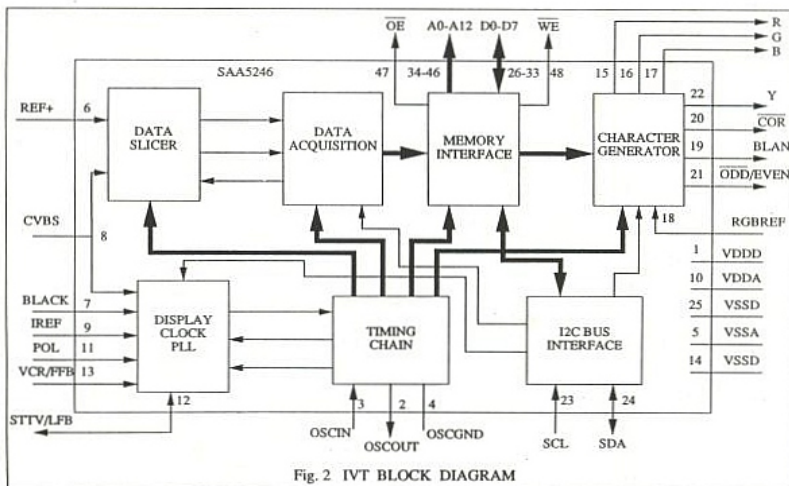 OE A0-A12 D0-D7 WE
R
G
B
SAA5246 47 34-46 26-33 48 15 16 17
REF+ 6
DATA SLICER
DATA ACQUISITION
MEMORY INTERFACE
CHARACTER GENERATOR
22 Y
20 COR
19 BLAN
21 ODD/EVEN
18 RGBREF
CVBS 8
1 VDDD
10 VDDA
25 VSSD
5 VSSA
14 VSSD
BLACK 7
IREF 9
POL 11
VCR/FFB 13
DISPLAY CLOCK PLL
TIMING CHAIN
I2C BUS INTERFACE
12
STTV/LFB
3 2 4 23 24
OSCIN OSCOUT OSCGND SCL SDA
Fig. 2 IVT BLOCK DIAGRAM